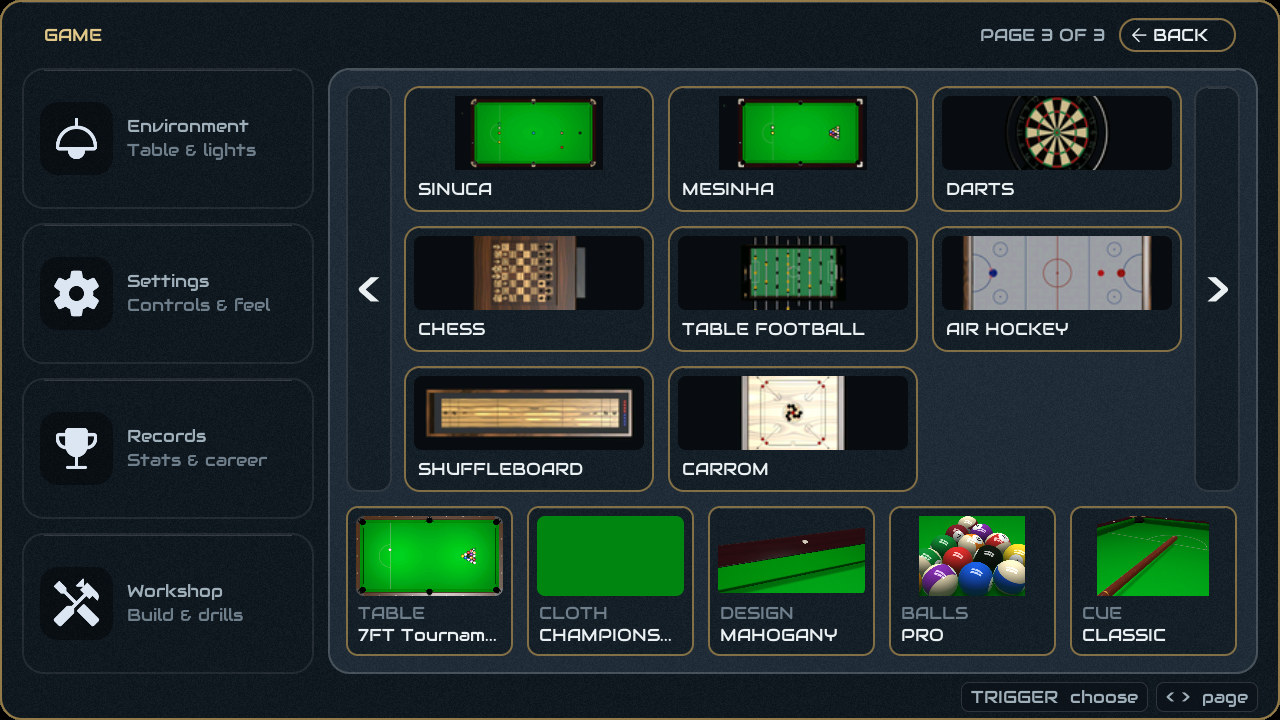 GAME
PAGE 3 OF 3
← BACK
Environment
Table & lights
Settings
Controls & feel
Records
Stats & career
Workshop
Build & drills
SINUCA
MESINHA
DARTS
CHESS
TABLE FOOTBALL
AIR HOCKEY
SHUFFLEBOARD
CARROM
TABLE
7FT Tournam...
CLOTH
CHAMPIONS...
DESIGN
MAHOGANY
BALLS
PRO
CUE
CLASSIC
TRIGGER choose
< > page